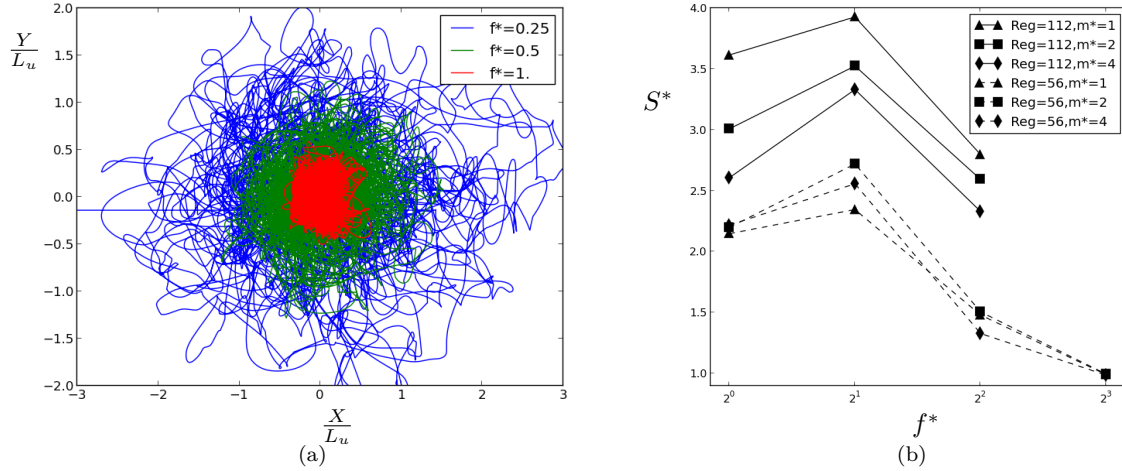 Y
L_u
2.0
1.5
1.0
0.5
0.0
−0.5
−1.0
−1.5
−2.0
−3
−2
−1
0
1
2
3
f*=0.25
f*=0.5
f*=1.
X
L_u
(a)
S*
4.0
3.5
3.0
2.5
2.0
1.5
1.0
2^0
2^1
2^2
2^3
Reg=112,m*=1
Reg=112,m*=2
Reg=112,m*=4
Reg=56,m*=1
Reg=56,m*=2
Reg=56,m*=4
f*
(b)